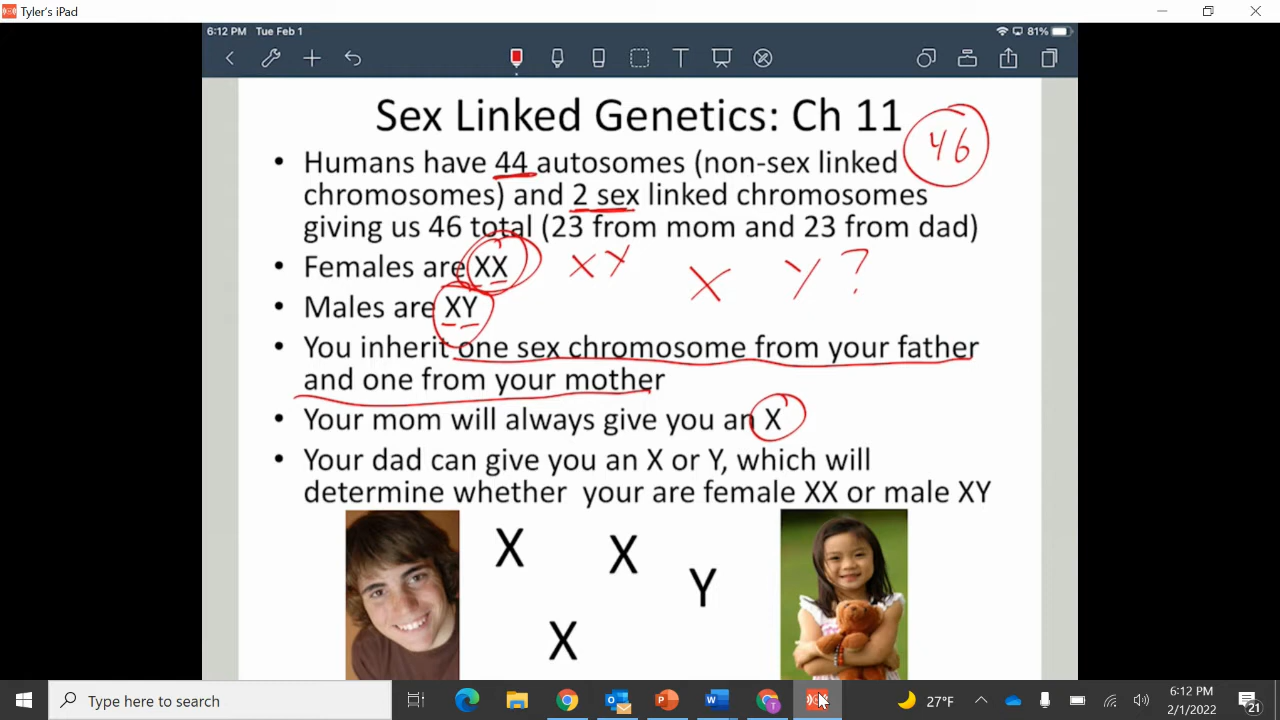 Tyler's iPad
6:12 PM Tue Feb 1
81%
T
Sex Linked Genetics: Ch 11
46
• Humans have 44 autosomes (non-sex linked
chromosomes) and 2 sex linked chromosomes
giving us 46 total (23 from mom and 23 from dad)
• Females are XX XY X Y?
• Males are XY
• You inherit one sex chromosome from your father
and one from your mother
• Your mom will always give you an X
• Your dad can give you an X or Y, which will
determine whether your are female XX or male XY
X X
Y
X
Type here to search
27°F
6:12 PM
2/1/2022
21